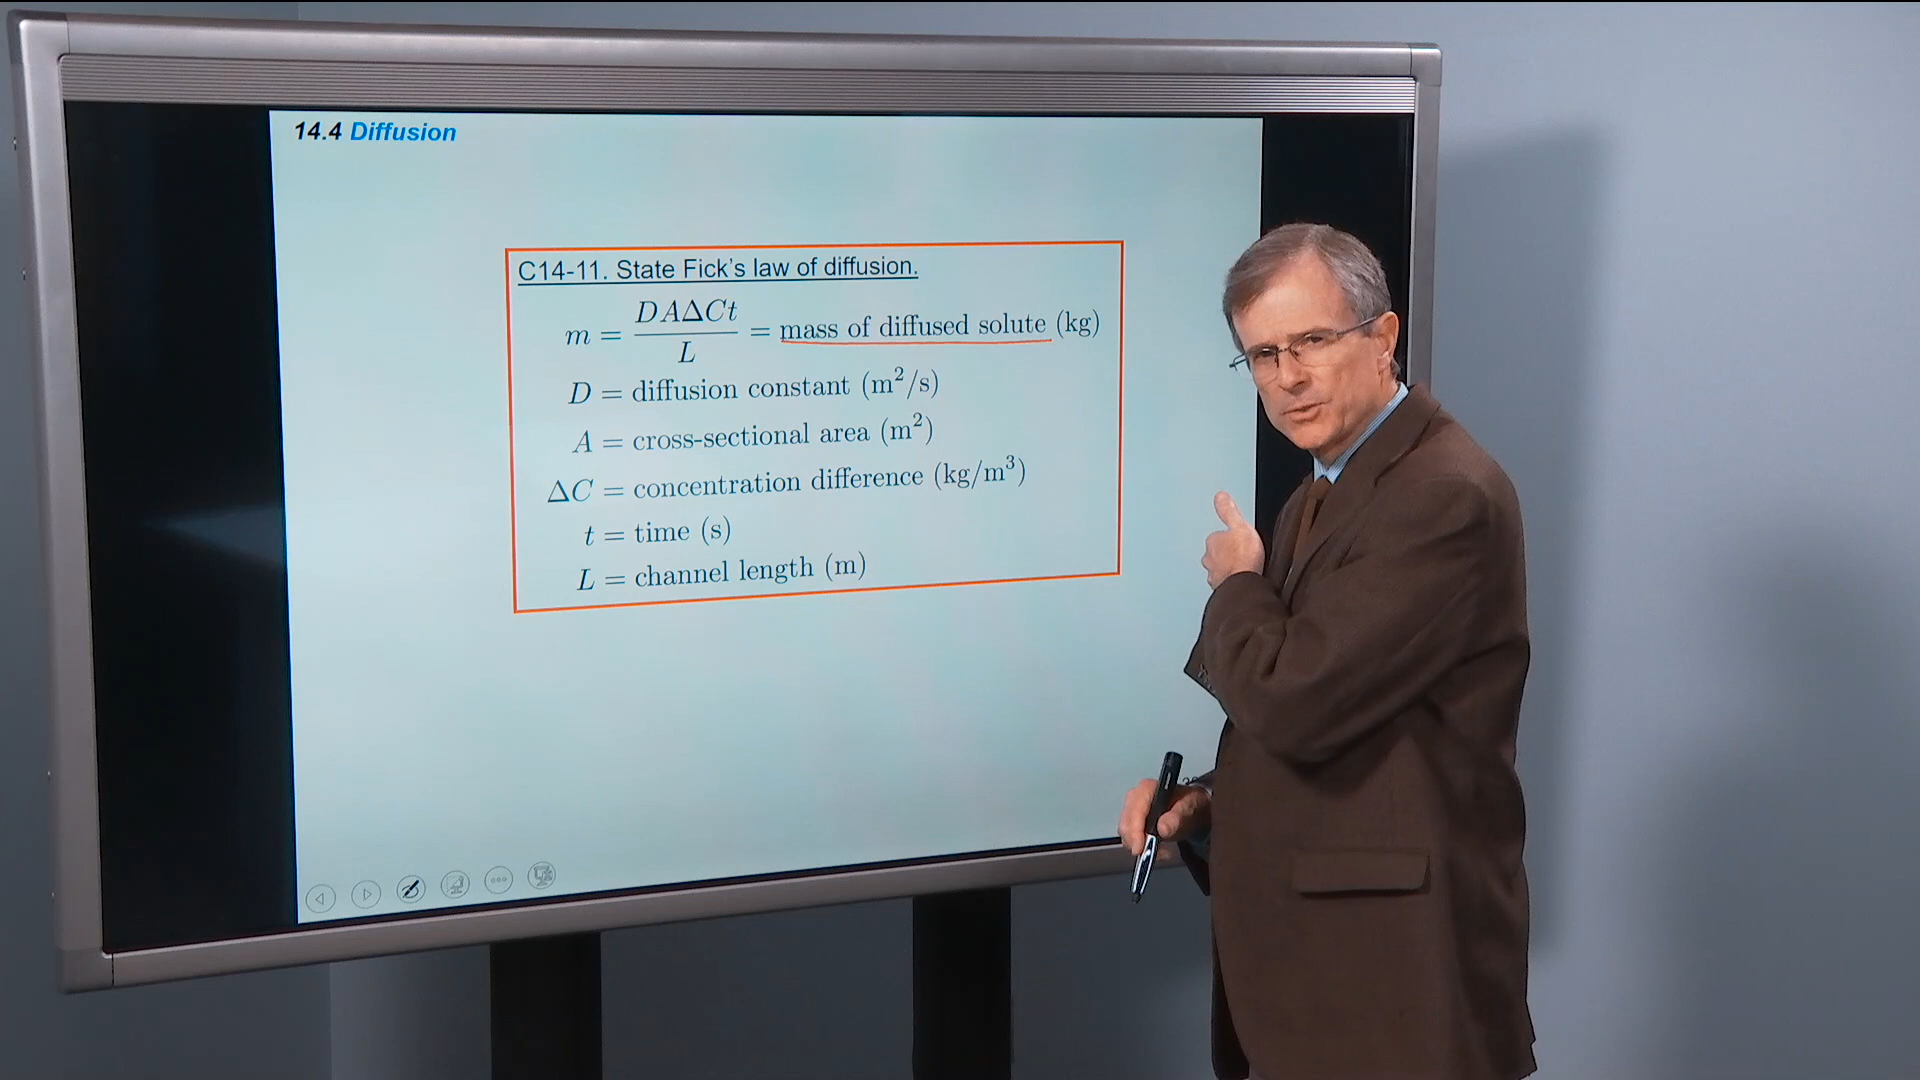 14.4 Diffusion
C14-11. State Fick's law of diffusion.
m = DAΔCt / L = mass of diffused solute (kg)
D = diffusion constant (m²/s)
A = cross-sectional area (m²)
ΔC = concentration difference (kg/m³)
t = time (s)
L = channel length (m)